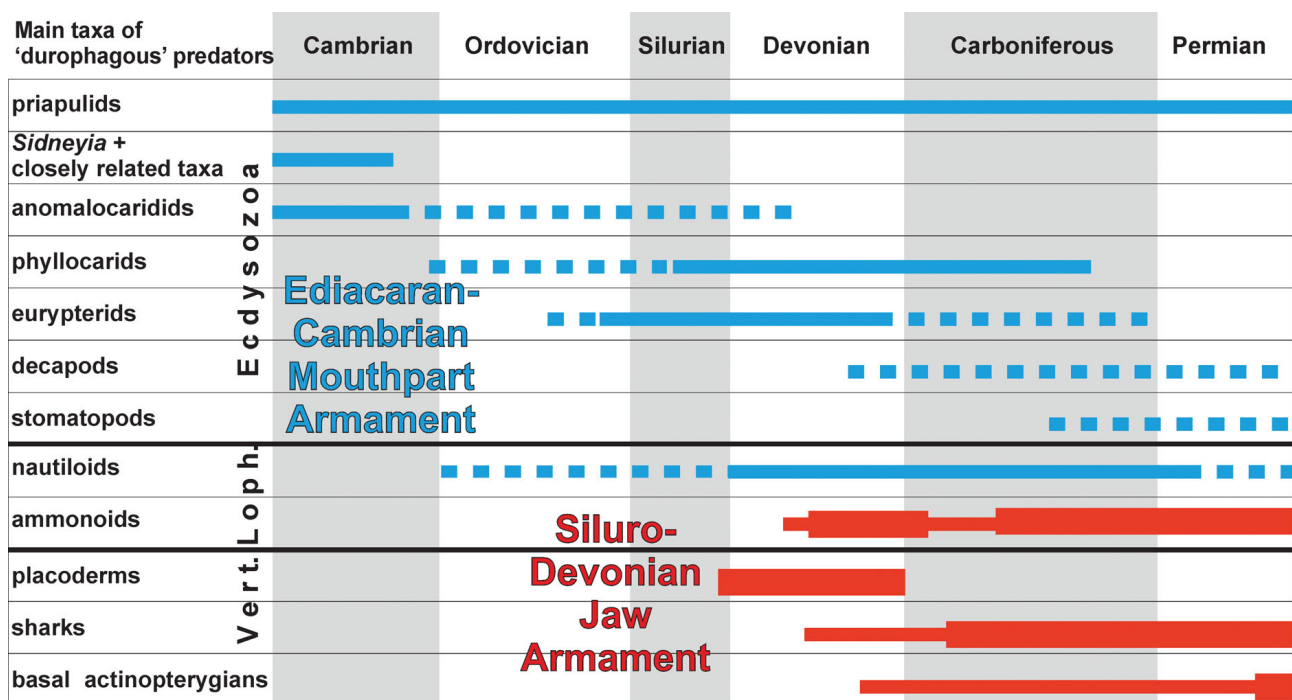 Main taxa of
‘durophagous’ predators
Cambrian
Ordovician
Silurian
Devonian
Carboniferous
Permian
priapulids
Sidneyia +
closely related taxa
anomalocaridids
phyllocarids
eurypterids
decapods
stomatopods
nautiloids
ammonoids
placoderms
sharks
basal actinopterygians
Ecdysozoa
Loph.
Vert.
Ediacaran-
Cambrian
Mouthpart
Armament
Siluro-
Devonian
Jaw
Armament